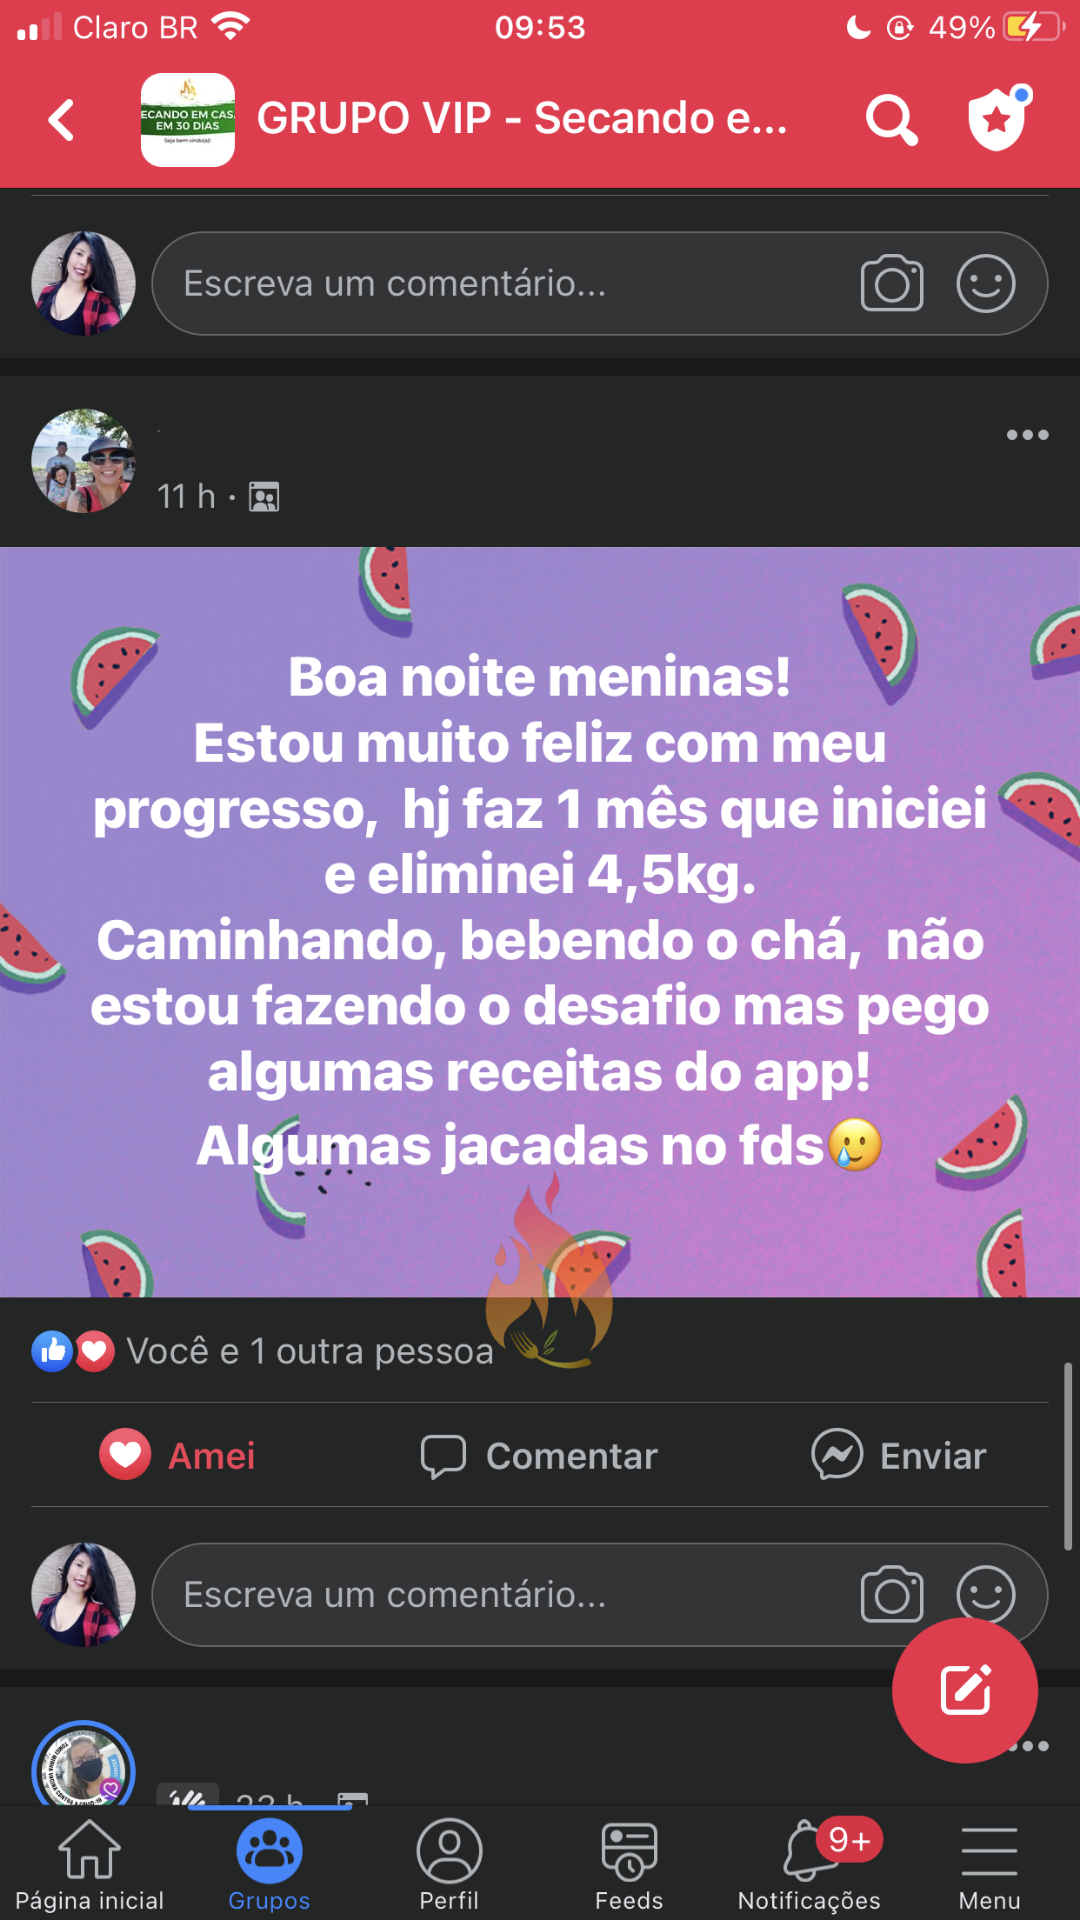 Claro BR
09:53
49%
ECANDO EM CAS
EM 30 DIAS
Seja bem vindo(a)!
GRUPO VIP - Secando e...
Escreva um comentário...
11 h ·
Boa noite meninas!
Estou muito feliz com meu
progresso,  hj faz 1 mês que iniciei
e eliminei 4,5kg.
Caminhando, bebendo o chá,  não
estou fazendo o desafio mas pego
algumas receitas do app!
Algumas jacadas no fds🥲
Você e 1 outra pessoa
Amei
Comentar
Enviar
Escreva um comentário...
Página inicial
Grupos
Perfil
Feeds
9+
Notificações
Menu